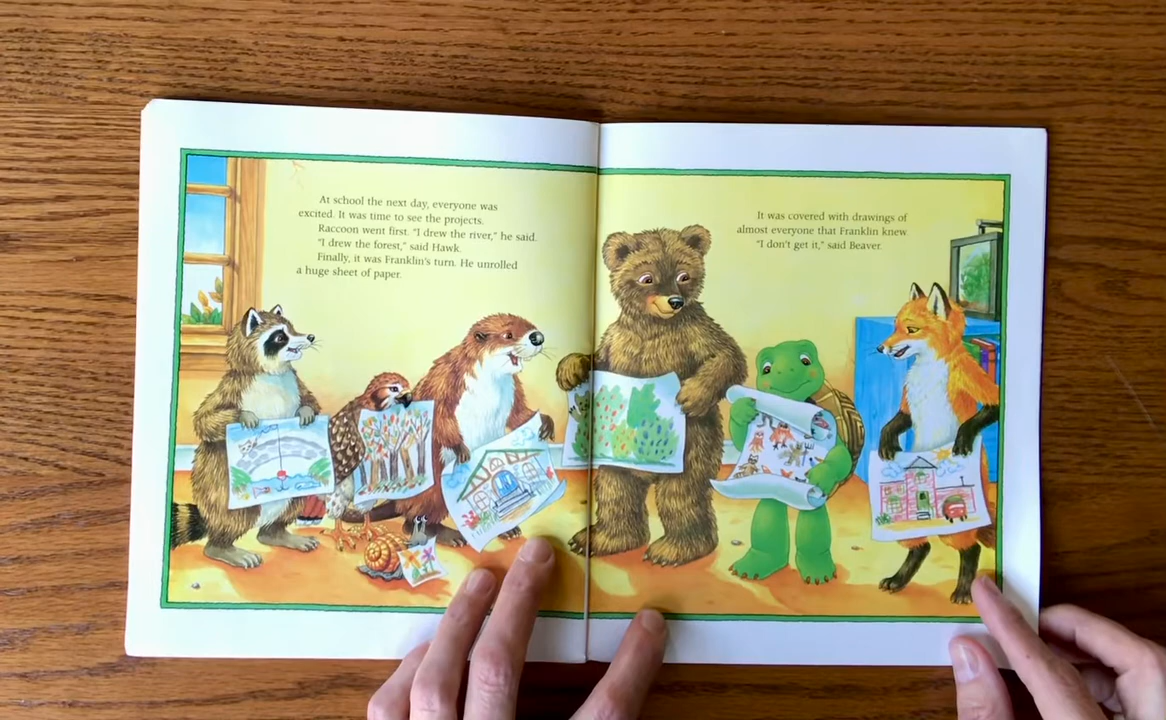 At school the next day, everyone was
excited. It was time to see the projects.
Raccoon went first. “I drew the river,” he said.
“I drew the forest,” said Hawk.
Finally, it was Franklin’s turn. He unrolled
a huge sheet of paper.
It was covered with drawings of
almost everyone that Franklin knew.
“I don’t get it,” said Beaver.